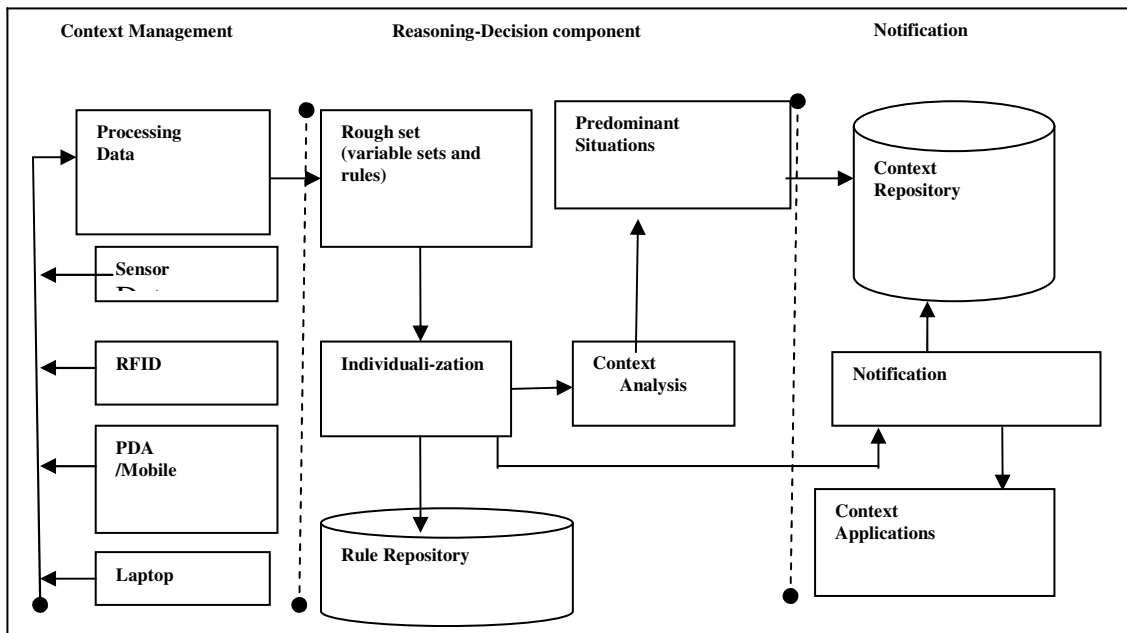 Context Management
Reasoning-Decision component
Notification
Processing
Data
Rough set
(variable sets and
rules)
Predominant
Situations
Context
Repository
Sensor
RFID
Individuali-zation
Context
Analysis
Notification
PDA
/Mobile
Context
Applications
Laptop
Rule Repository